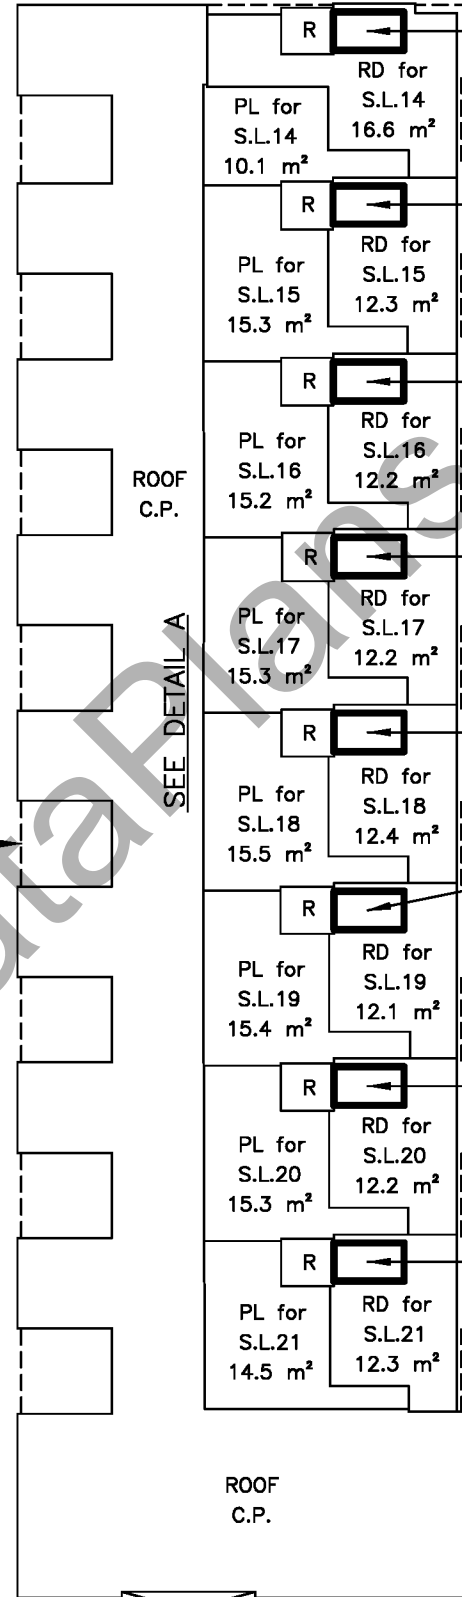 R
RD for
S.L.14
16.6 m²
PL for
S.L.14
10.1 m²
R
RD for
S.L.15
12.3 m²
PL for
S.L.15
15.3 m²
R
RD for
S.L.16
12.2 m²
PL for
S.L.16
15.2 m²
ROOF
C.P.
R
RD for
S.L.17
12.2 m²
PL for
S.L.17
15.3 m²
SEE DETAIL A
R
RD for
S.L.18
12.4 m²
PL for
S.L.18
15.5 m²
R
RD for
S.L.19
12.1 m²
PL for
S.L.19
15.4 m²
R
RD for
S.L.20
12.2 m²
PL for
S.L.20
15.3 m²
R
RD for
S.L.21
12.3 m²
PL for
S.L.21
14.5 m²
ROOF
C.P.
taPlans